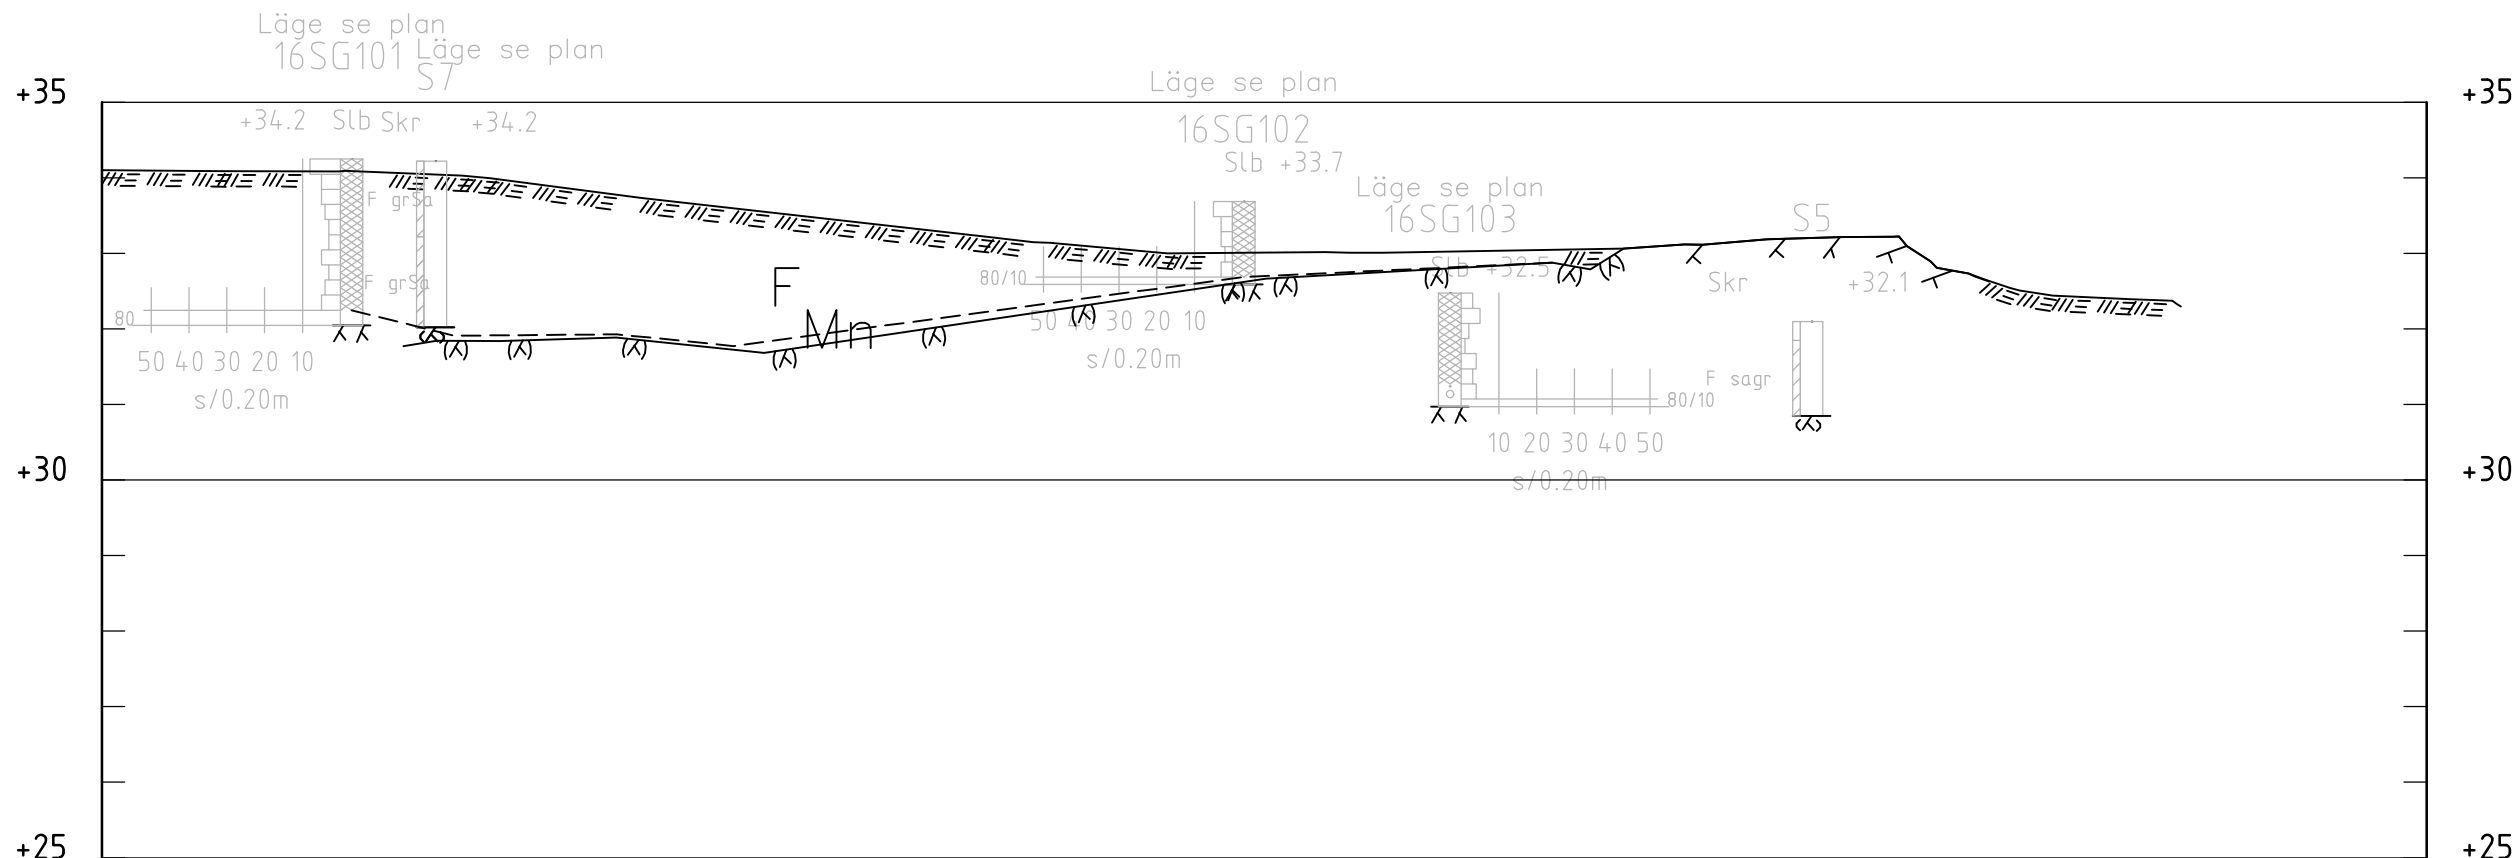 Läge se plan
16SG101
Läge se plan
S7
+35
+34.2 Slb
Skr +34.2
F grSa
F grSa
80
50 40 30 20 10
s/0.20m
Läge se plan
16SG102
Slb +33.7
80/10
50 40 30 20 10
s/0.20m
F
Mn
Läge se plan
16SG103
Slb +32.5
80/10
10 20 30 40 50
s/0.20m
S5
Skr +32.1
F sagr
+35
+30
+30
+25
+25